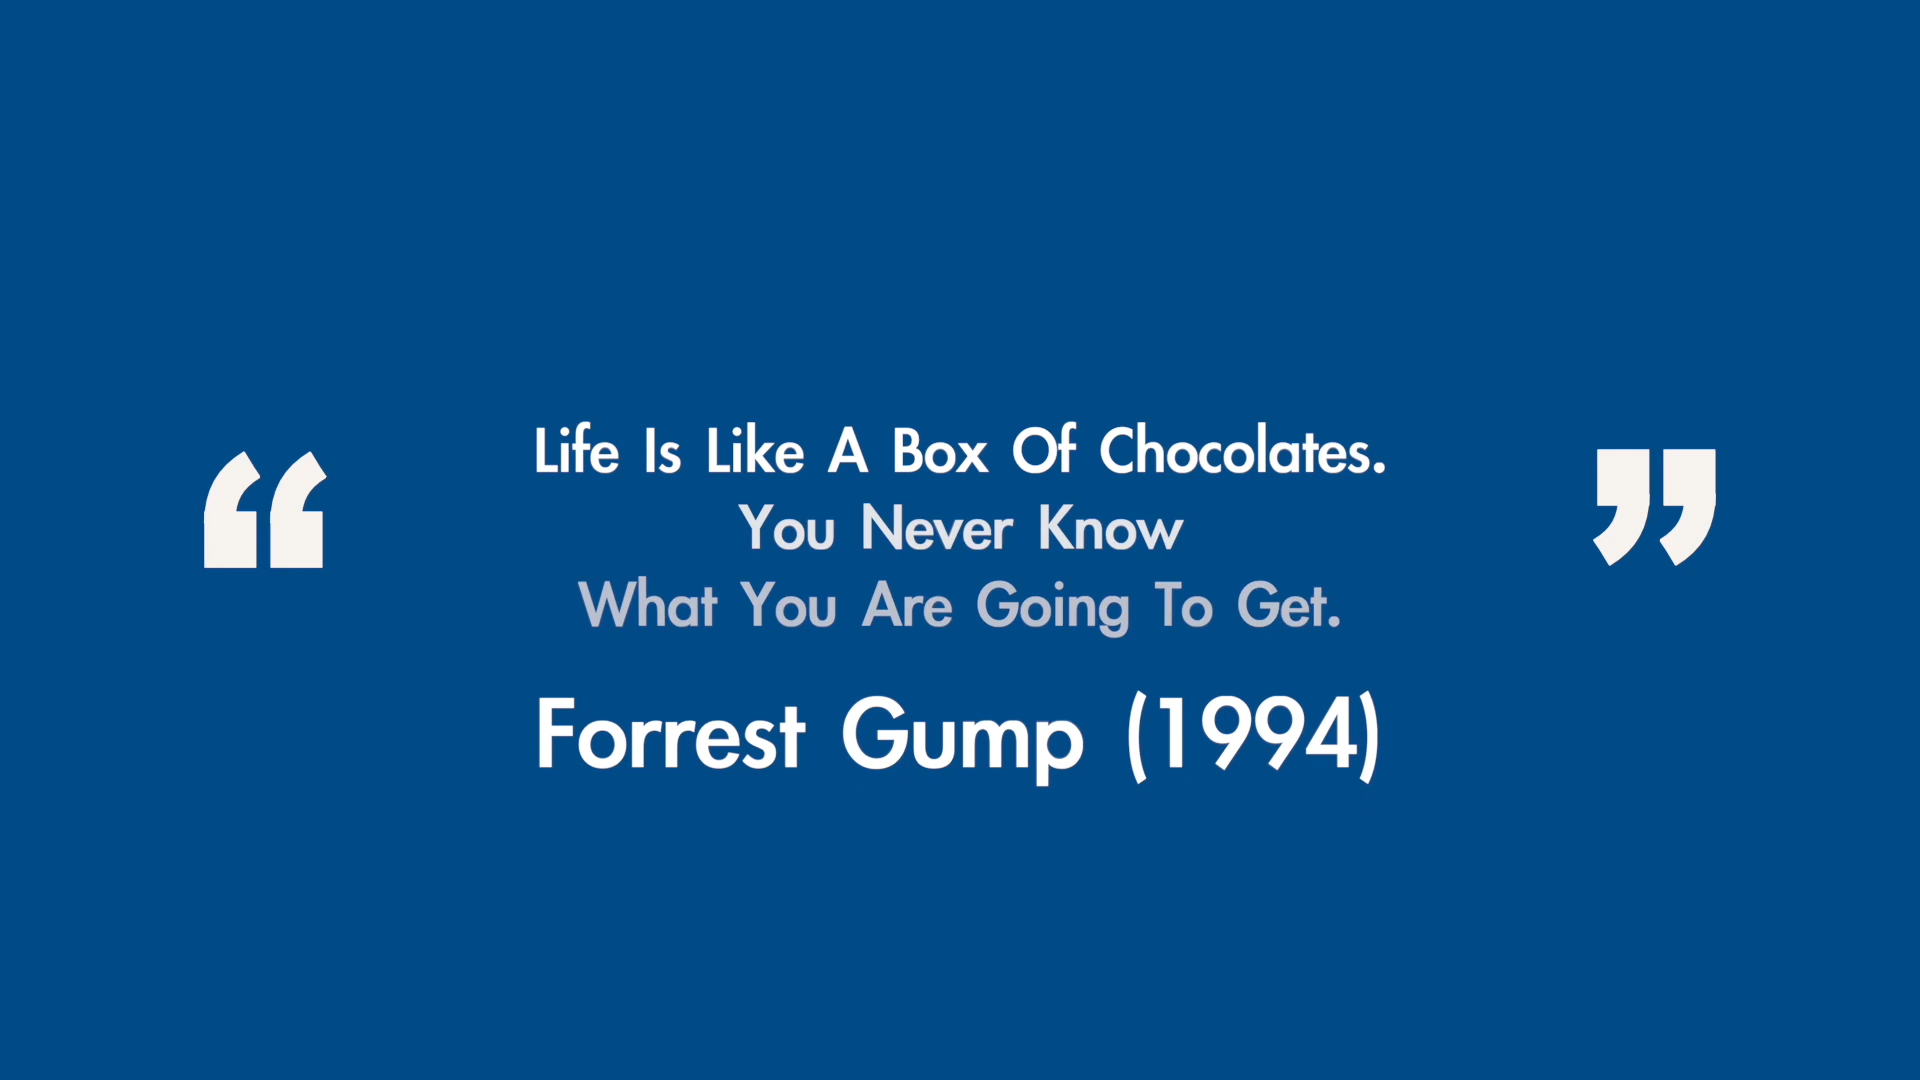 “ Life Is Like A Box Of Chocolates. ”
You Never Know
What You Are Going To Get.
Forrest Gump (1994)